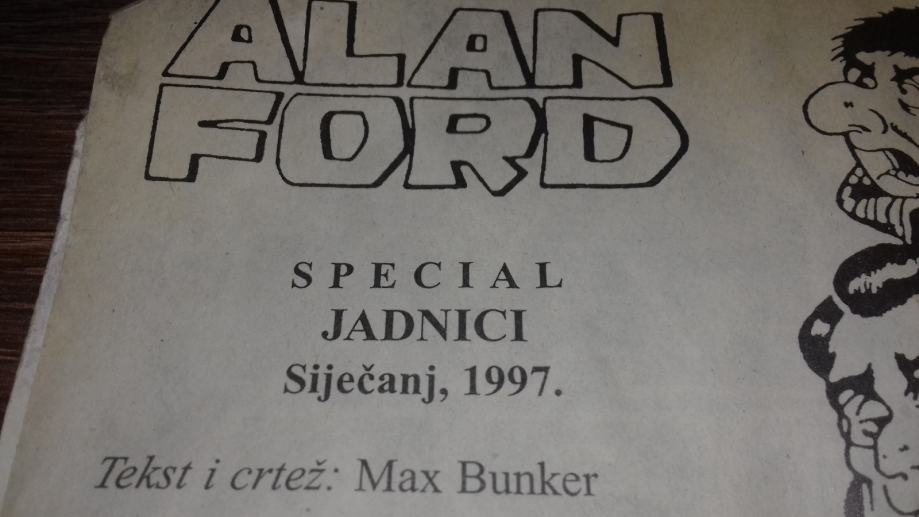 ALAN
FORD
SPECIAL
JADNICI
Siječanj, 1997.
Tekst i crtež: Max Bunker